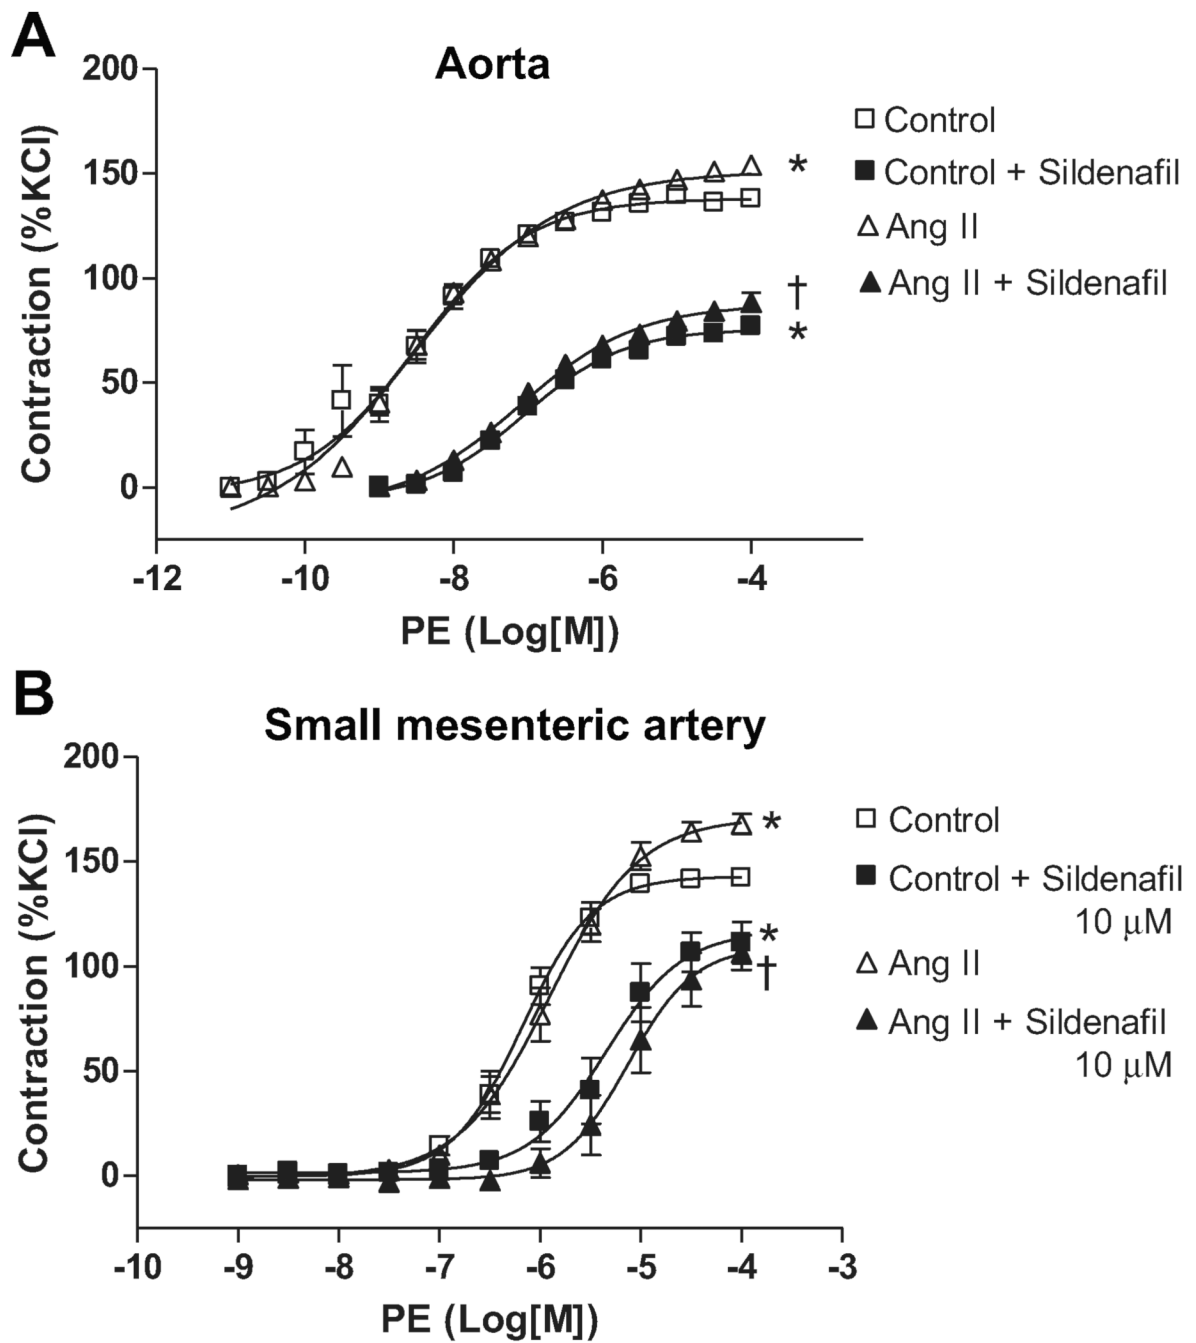 A
Aorta
200
150
100
50
0
Contraction (%KCl)
-12 -10 -8 -6 -4
PE (Log[M])
Control
Control + Sildenafil
Ang II
Ang II + Sildenafil
*
†
*
B
Small mesenteric artery
200
150
100
50
0
Contraction (%KCl)
-10 -9 -8 -7 -6 -5 -4 -3
PE (Log[M])
Control
Control + Sildenafil
10 μM
Ang II
Ang II + Sildenafil
10 μM
*
*
†